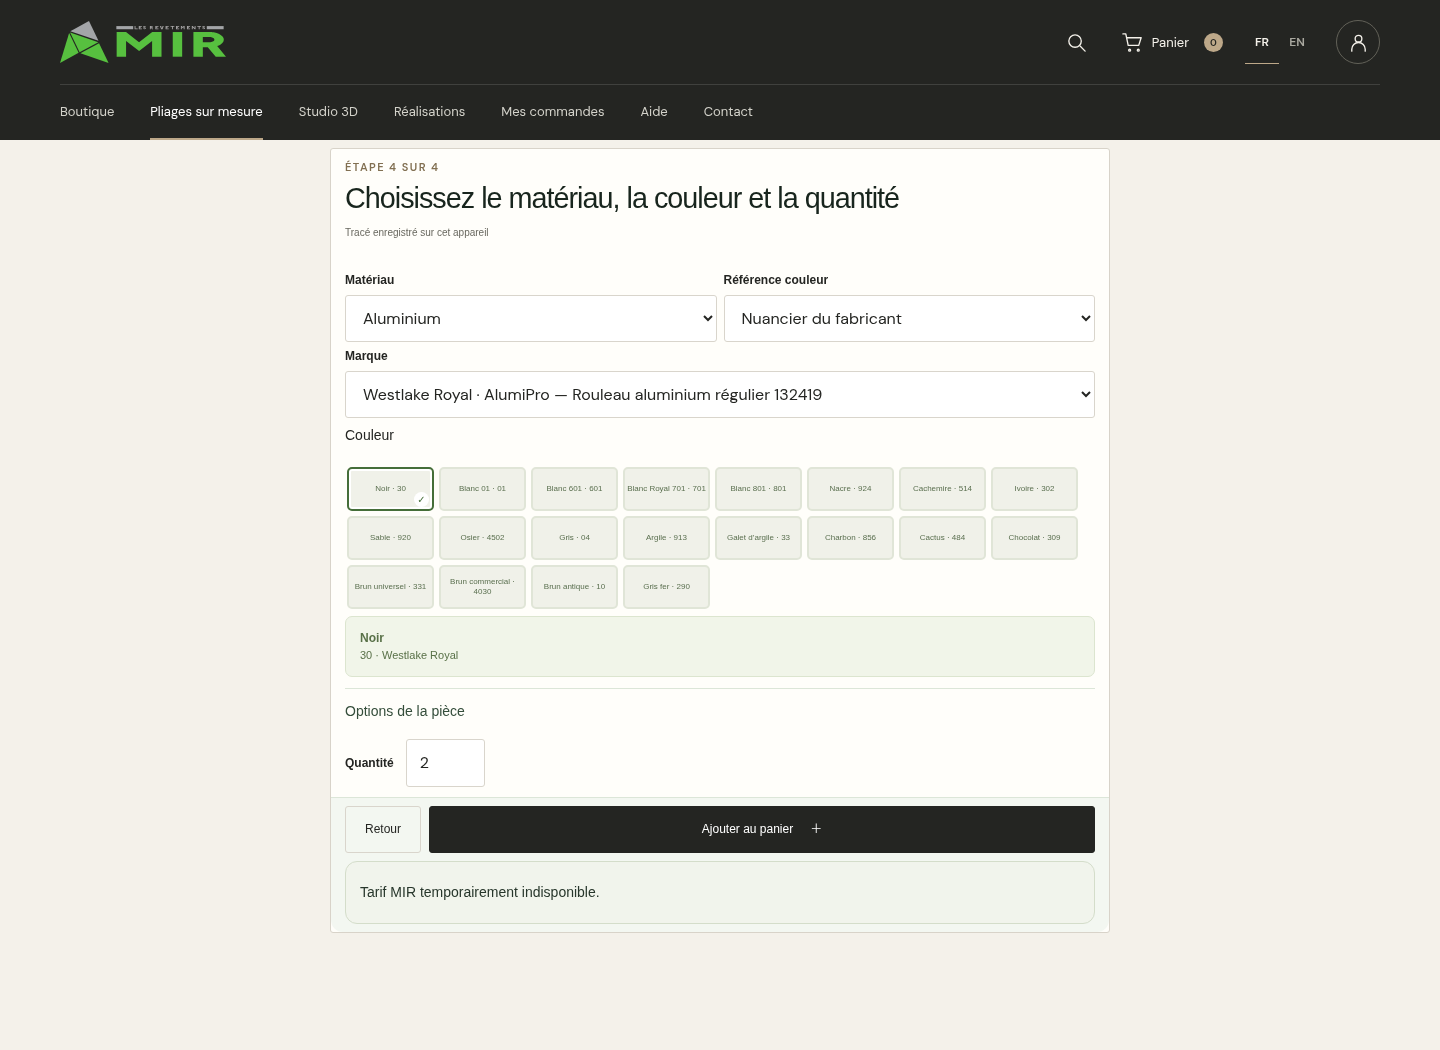 LES REVETEMENTS
MIR
Panier 0 FR EN
Boutique Pliages sur mesure Studio 3D Réalisations Mes commandes Aide Contact
ÉTAPE 4 SUR 4
Choisissez le matériau, la couleur et la quantité
Tracé enregistré sur cet appareil
Matériau Référence couleur
Aluminium Nuancier du fabricant
Marque
Westlake Royal · AlumiPro — Rouleau aluminium régulier 132419
Couleur
Noir · 30 Blanc 01 · 01 Blanc 601 · 601 Blanc Royal 701 · 701 Blanc 801 · 801 Nacre · 924 Cachemire · 514 Ivoire · 302
Sable · 920 Osier · 4502 Gris · 04 Argile · 913 Galet d'argile · 33 Charbon · 856 Cactus · 484 Chocolat · 309
Brun universel · 331 Brun commercial · 4030 Brun antique · 10 Gris fer · 290
Noir
30 · Westlake Royal
Options de la pièce
Quantité 2
Retour Ajouter au panier +
Tarif MIR temporairement indisponible.